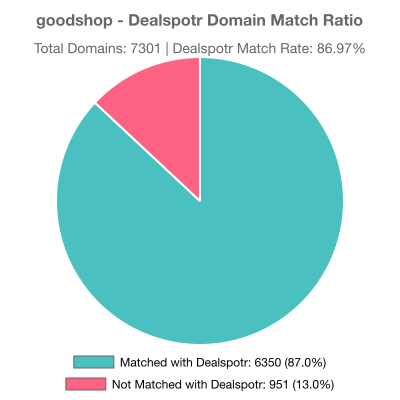 goodshop - Dealspotr Domain Match Ratio
Total Domains: 7301 | Dealspotr Match Rate: 86.97%
Matched with Dealspotr: 6350 (87.0%)
Not Matched with Dealspotr: 951 (13.0%)